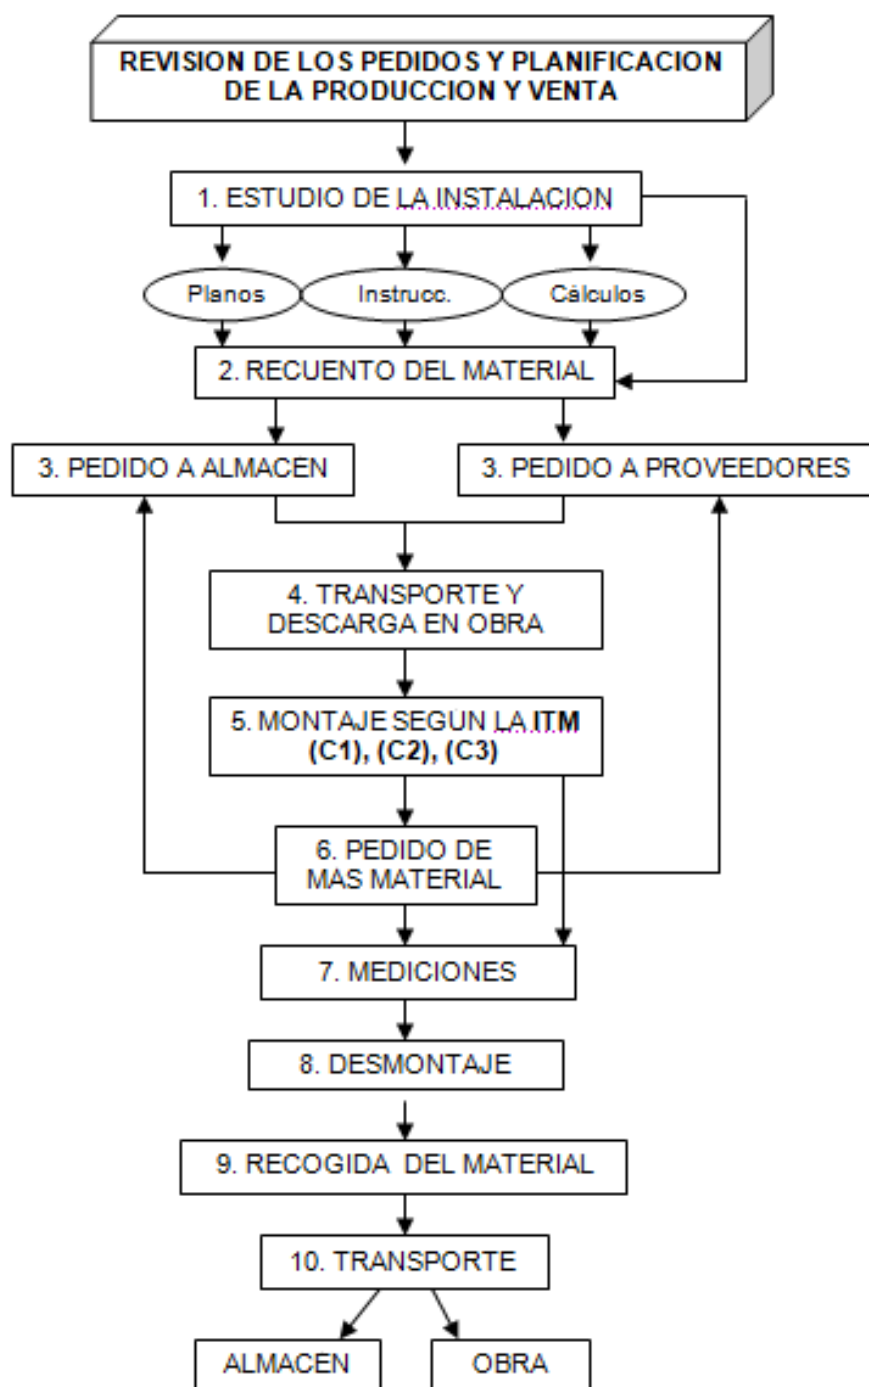 REVISION DE LOS PEDIDOS Y PLANIFICACION
DE LA PRODUCCION Y VENTA
1. ESTUDIO DE LA INSTALACION
Planos
Instrucc.
Cálculos
2. RECUENTO DEL MATERIAL
3. PEDIDO A ALMACEN
3. PEDIDO A PROVEEDORES
4. TRANSPORTE Y
DESCARGA EN OBRA
5. MONTAJE SEGÚN LA ITM
(C1), (C2), (C3)
6. PEDIDO DE
MAS MATERIAL
7. MEDICIONES
8. DESMONTAJE
9. RECOGIDA DEL MATERIAL
10. TRANSPORTE
ALMACEN
OBRA